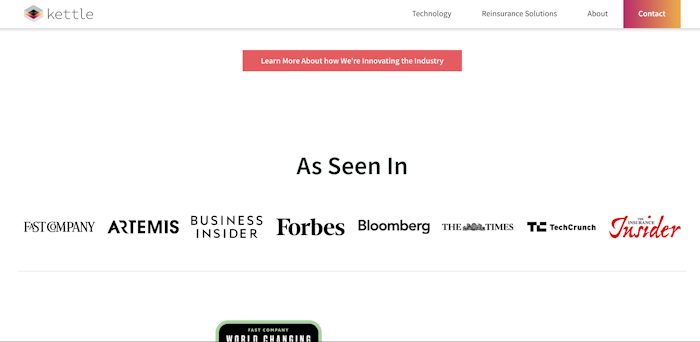 kettle
Technology
Reinsurance Solutions
About
Contact
Learn More About how We're Innovating the Industry
As Seen In
FAST COMPANY
ARTEMIS
BUSINESS
INSIDER
Forbes
Bloomberg
THE TIMES
TC TechCrunch
THE
INSURANCE
Insider
FAST COMPANY
WORLD CHANGING